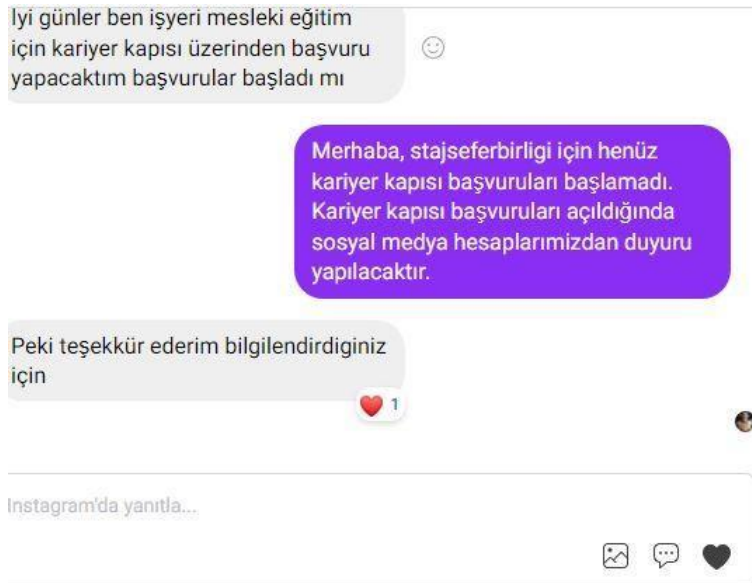 İyi günler ben işyeri mesleki eğitim
için kariyer kapısı üzerinden başvuru
yapacaktım başvurular başladı mı
Merhaba, stajseferbirligi için henüz
kariyer kapısı başvuruları başlamadı.
Kariyer kapısı başvuruları açıldığında
sosyal medya hesaplarımizdan duyuru
yapılacaktır.
Peki teşekkür ederim bilgilendirdiginiz
için
1
Instagram'da yanıtla...